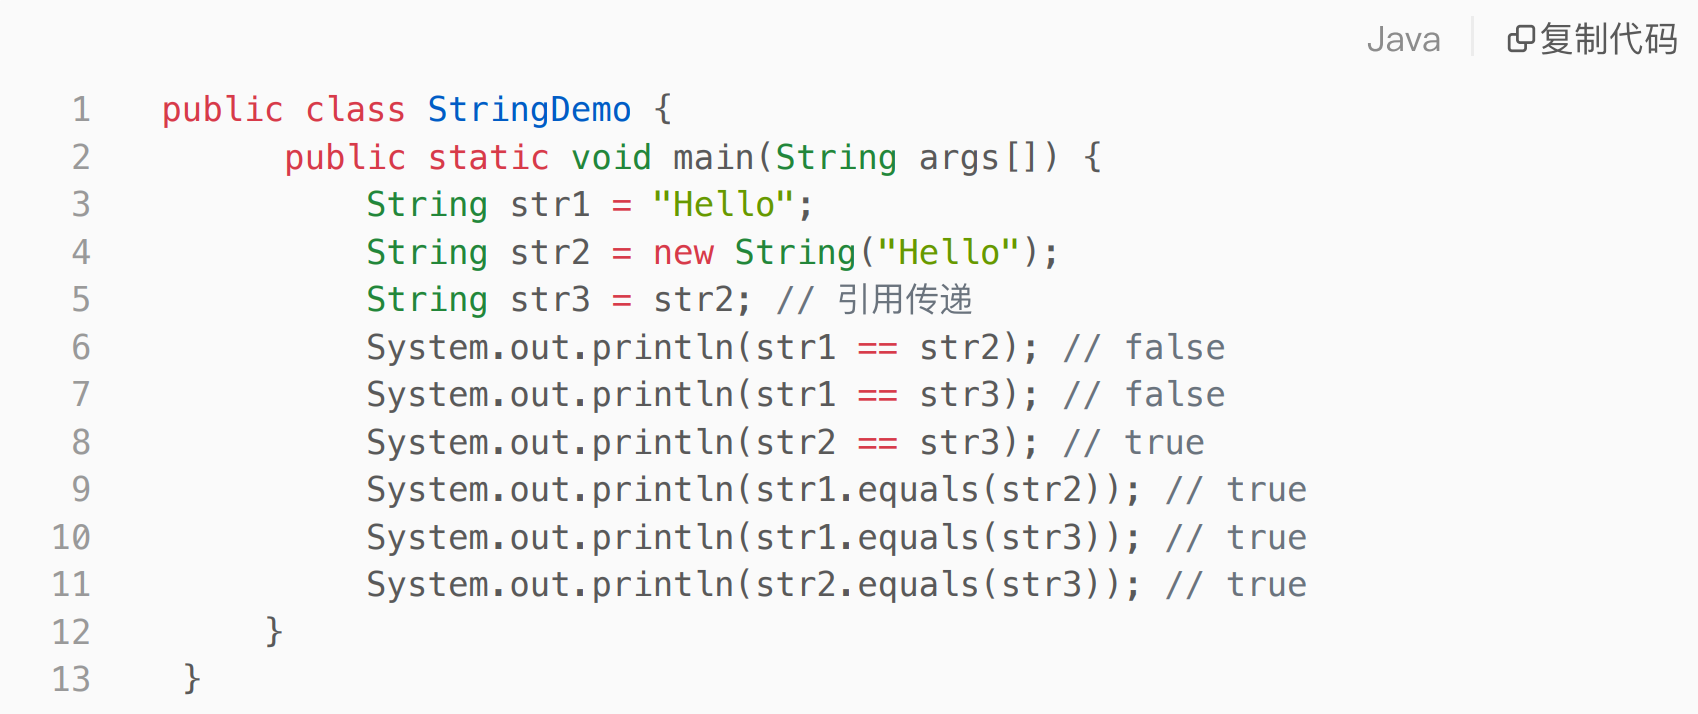 Java 复制代码
1 public class StringDemo {
2 public static void main(String args[]) {
3 String str1 = "Hello";
4 String str2 = new String("Hello");
5 String str3 = str2; // 引用传递
6 System.out.println(str1 == str2); // false
7 System.out.println(str1 == str3); // false
8 System.out.println(str2 == str3); // true
9 System.out.println(str1.equals(str2)); // true
10 System.out.println(str1.equals(str3)); // true
11 System.out.println(str2.equals(str3)); // true
12 }
13 }